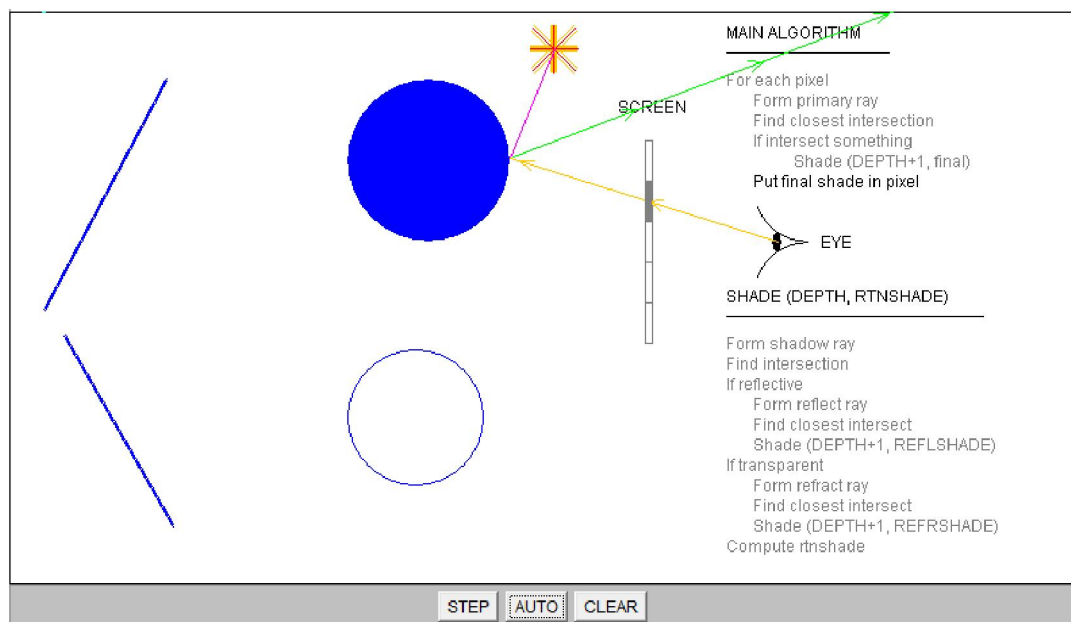 MAIN ALGORITHM
For each pixel
Form primary ray
Find closest intersection
If intersect something
Shade (DEPTH+1, final)
Put final shade in pixel
SCREEN
EYE
SHADE (DEPTH, RTNSHADE)
Form shadow ray
Find intersection
If reflective
Form reflect ray
Find closest intersect
Shade (DEPTH+1, REFLSHADE)
If transparent
Form refract ray
Find closest intersect
Shade (DEPTH+1, REFRSHADE)
Compute rtnshade
STEP AUTO CLEAR